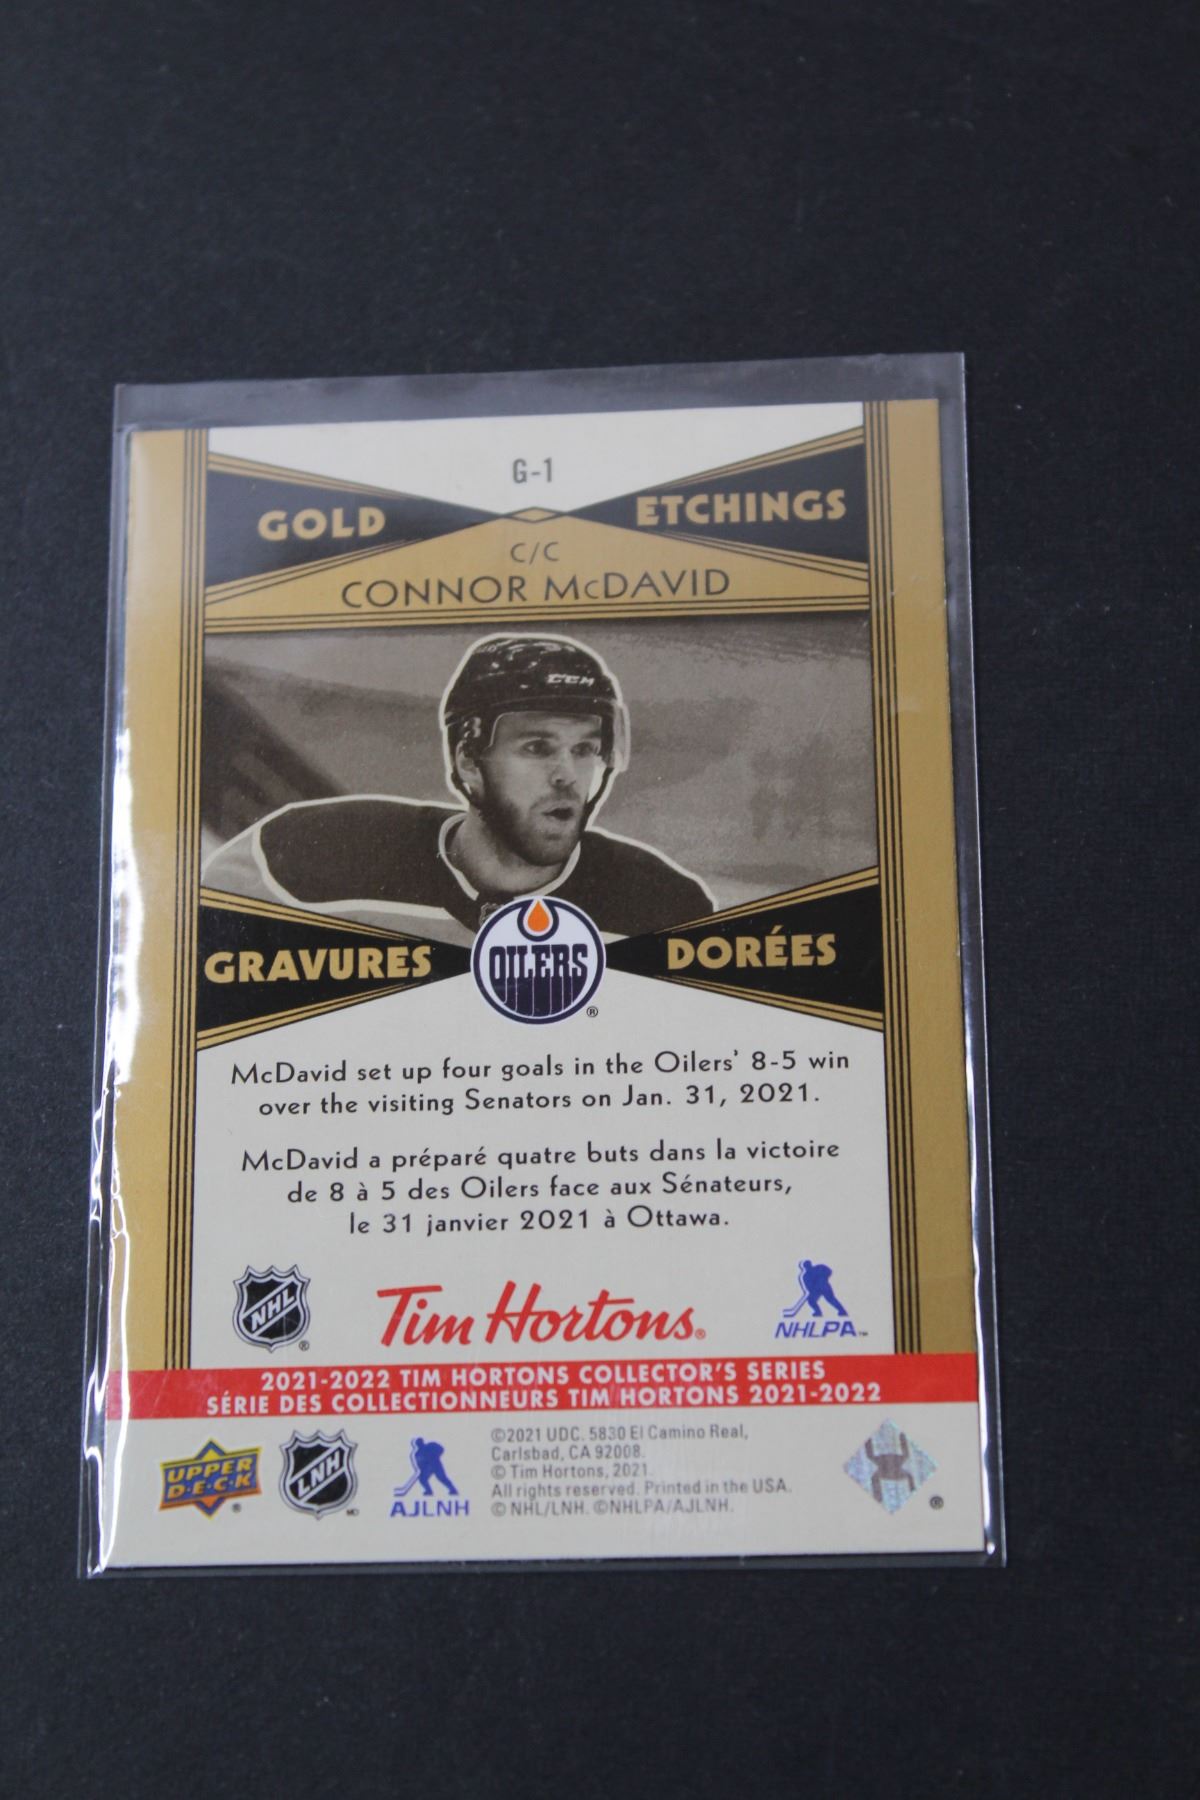 G-1
GOLD ETCHINGS
C/C
CONNOR McDAVID
CCM
GRAVURES DORÉES
OILERS ®
McDavid set up four goals in the Oilers' 8-5 win
over the visiting Senators on Jan. 31, 2021.
McDavid a préparé quatre buts dans la victoire
de 8 à 5 des Oilers face aux Sénateurs,
le 31 janvier 2021 à Ottawa.
NHL ® Tim Hortons® NHLPA™
2021-2022 TIM HORTONS COLLECTOR'S SERIES
SÉRIE DES COLLECTIONNEURS TIM HORTONS 2021-2022
UPPER
D·E·C·K ®
LNH MD
AJLNH
©2021 UDC. 5830 El Camino Real,
Carlsbad, CA 92008.
© Tim Hortons, 2021.
All rights reserved. Printed in the USA.
© NHL/LNH. ©NHLPA/AJLNH.
®